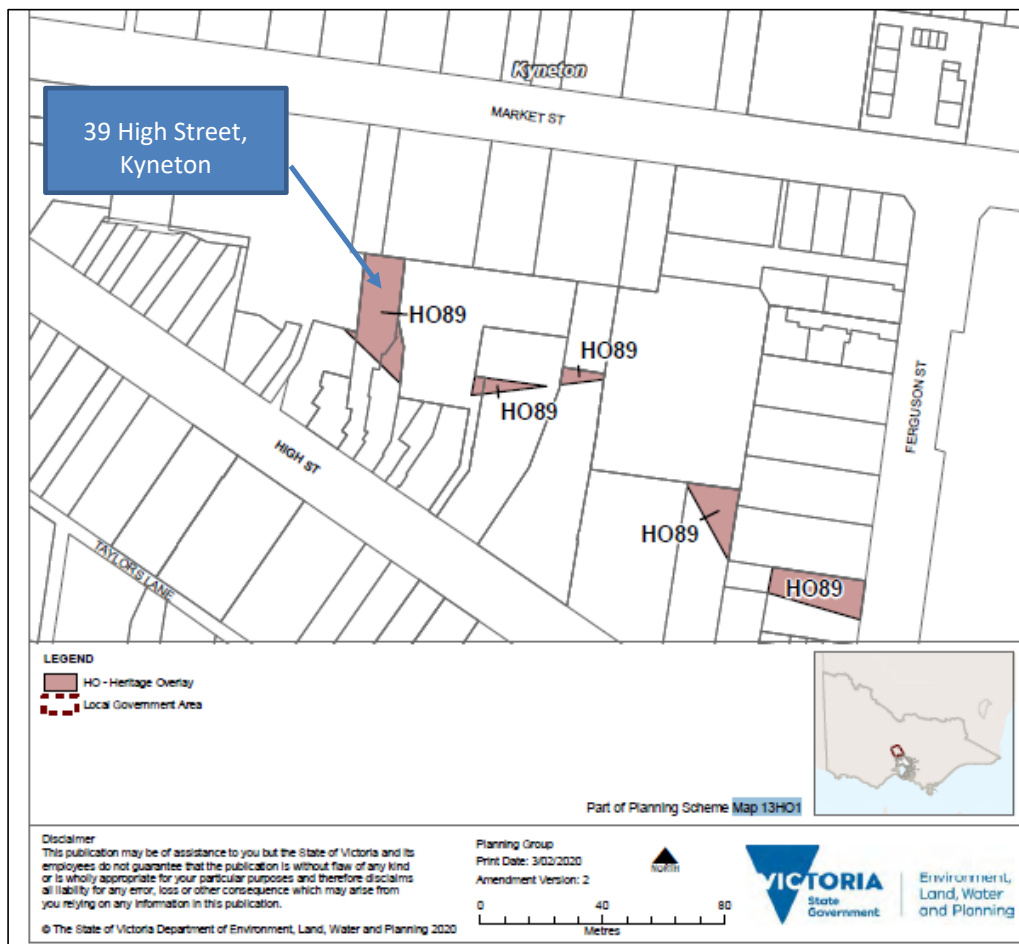 Kyneton
MARKET ST
39 High Street,
Kyneton
HO89
HO89
HO89
FERGUSON ST
HIGH ST
HO89
HO89
TAYLORS LANE
LEGEND
HO - Heritage Overlay
Local Government Area
Part of Planning Scheme Map 13HO1
Disclaimer
This publication may be of assistance to you but the State of Victoria and its
employees do not guarantee that the publication is without flaw of any kind
or is wholly appropriate for your particular purposes and therefore disclaims
all liability for any error, loss or other consequence which may arise from
you relying on any information in this publication.
© The State of Victoria Department of Environment, Land, Water and Planning 2020
Planning Group
Print Date: 3/02/2020
Amendment Version: 2
NORTH
0 40 80
Metres
VICTORIA
State
Government
Environment,
Land, Water
and Planning